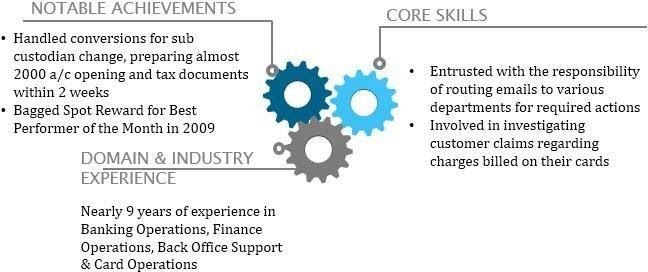 NOTABLE ACHIEVEMENTS
• Handled conversions for sub
custodian change, preparing almost
2000 a/c opening and tax documents
within 2 weeks
• Bagged Spot Reward for Best
Performer of the Month in 2009
CORE SKILLS
• Entrusted with the responsibility
of routing emails to various
departments for required actions
• Involved in investigating
customer claims regarding
charges billed on their cards
DOMAIN & INDUSTRY
EXPERIENCE
Nearly 9 years of experience in
Banking Operations, Finance
Operations, Back Office Support
& Card Operations